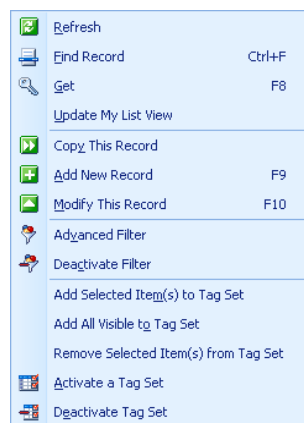 Refresh
Find Record Ctrl+F
Get F8
Update My List View
Copy This Record
Add New Record F9
Modify This Record F10
Advanced Filter
Deactivate Filter
Add Selected Item(s) to Tag Set
Add All Visible to Tag Set
Remove Selected Item(s) from Tag Set
Activate a Tag Set
Deactivate Tag Set